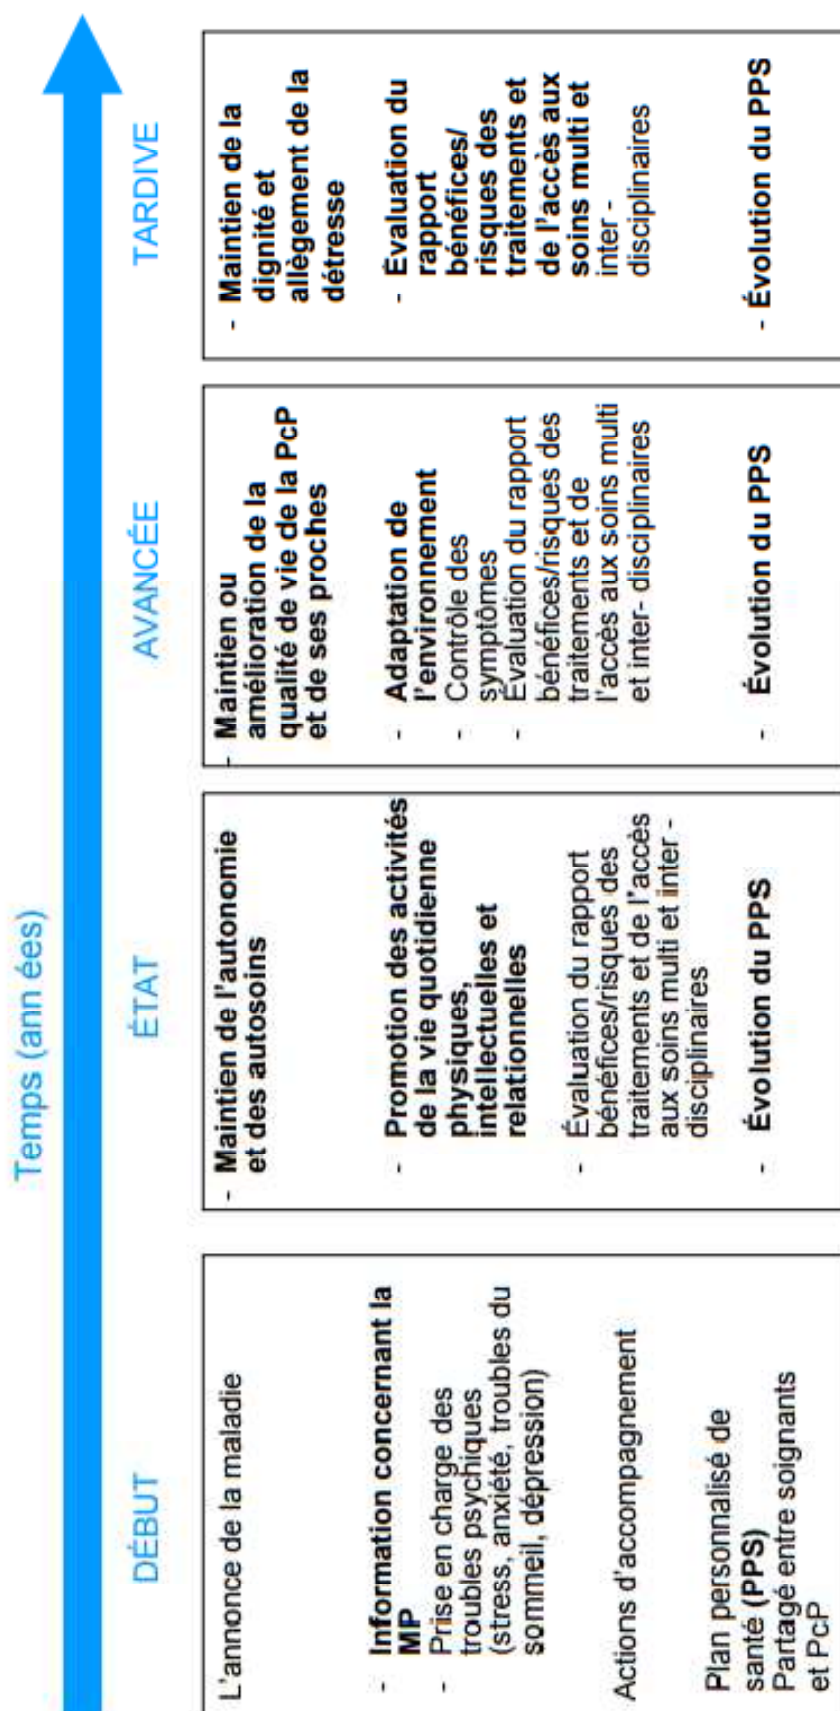 Temps (ann ées)
DÉBUT
ÉTAT
AVANCÉE
TARDIVE
L'annonce de la maladie
- Information concernant la
MP
- Prise en charge des
troubles psychiques
(stress, anxiété, troubles du
sommeil, dépression)
Actions d'accompagnement
Plan personnalisé de
santé (PPS)
Partagé entre soignants
et PcP
- Maintien de l'autonomie
et des autosoins
- Promotion des activités
de la vie quotidienne
physiques,
intellectuelles et
relationnelles
- Évaluation du rapport
bénéfices/risques des
traitements et de l'accès
aux soins multi et inter -
disciplinaires
- Évolution du PPS
- Maintien ou
amélioration de la
qualité de vie de la PcP
et de ses proches
- Adaptation de
l'environnement
- Contrôle des
symptômes
- Évaluation du rapport
bénéfices/risques des
traitements et de
l'accès aux soins multi
et inter- disciplinaires
- Évolution du PPS
- Maintien de la
dignité et
allègement de la
détresse
- Évaluation du
rapport
bénéfices/
risques des
traitements et
de l'accès aux
soins multi et
inter -
disciplinaires
- Évolution du PPS